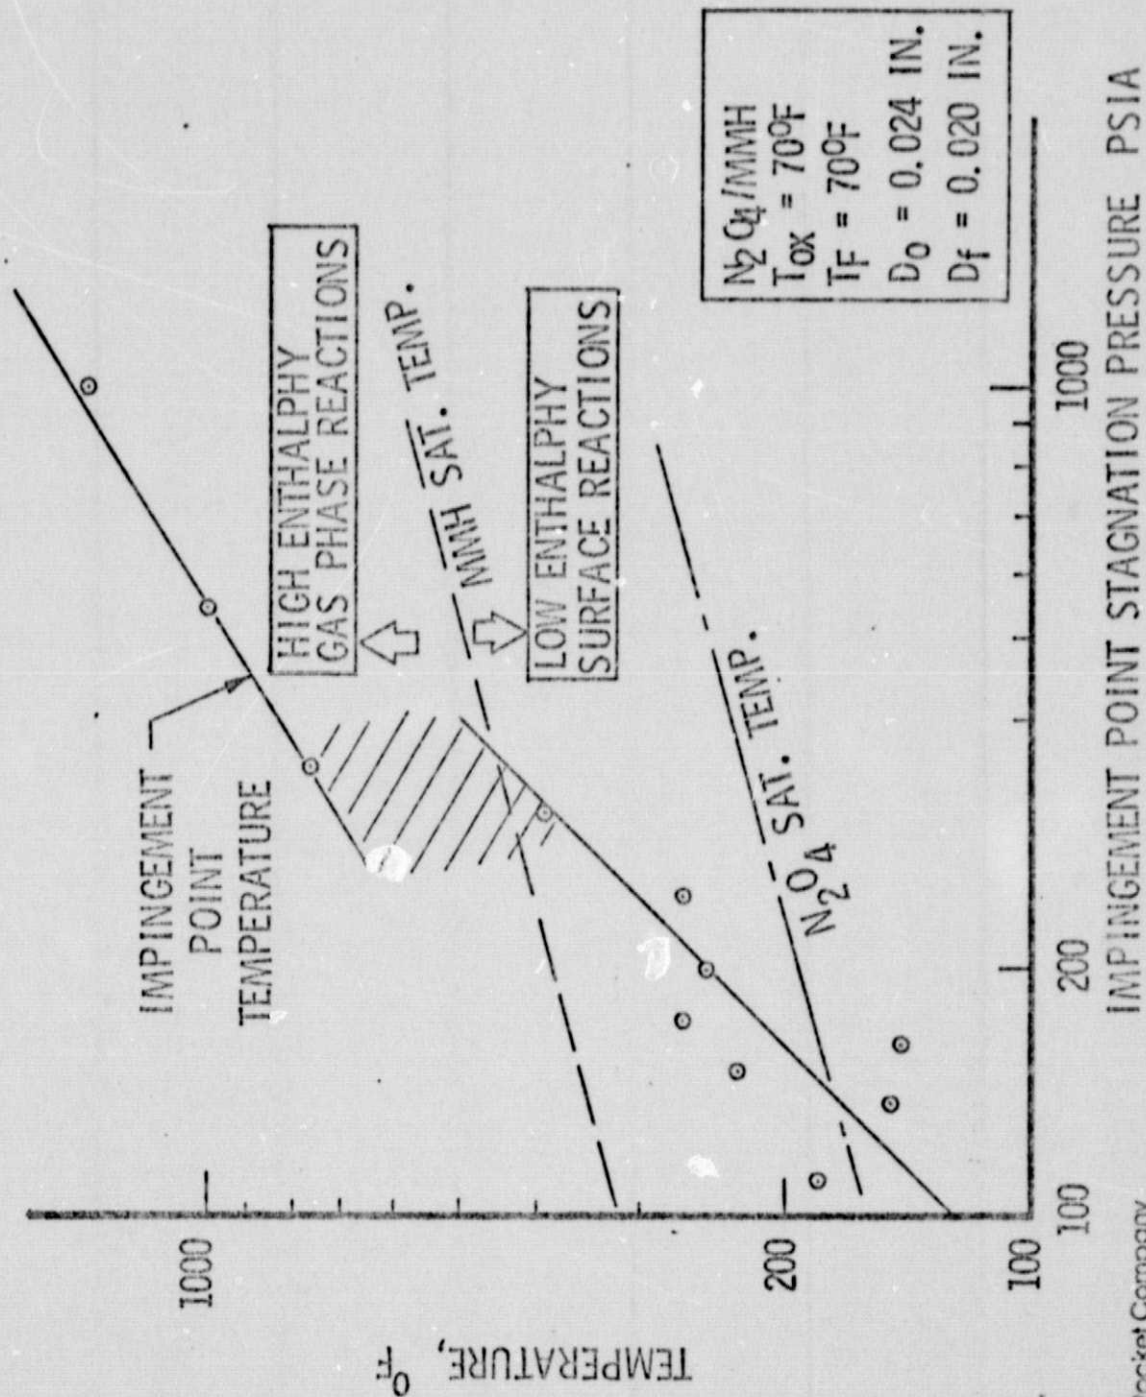 IMPINGEMENT
POINT
TEMPERATURE
HIGH ENTHALPHY
GAS PHASE REACTIONS
MMH SAT. TEMP.
LOW ENTHALPHY
SURFACE REACTIONS
N2O4 SAT. TEMP.
N2O4/MMH
TOX = 70°F
TF = 70°F
DO = 0.024 IN.
Df = 0.020 IN.
TEMPERATURE, °F
1000
200
100
100
200
1000
IMPINGEMENT POINT STAGNATION PRESSURE PSIA
ocket Company